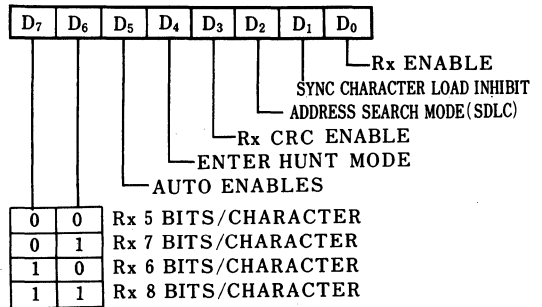 D₇ D₆ D₅ D₄ D₃ D₂ D₁ D₀
Rx ENABLE
SYNC CHARACTER LOAD INHIBIT
ADDRESS SEARCH MODE(SDLC)
Rx CRC ENABLE
ENTER HUNT MODE
AUTO ENABLES
0 0 Rx 5 BITS/CHARACTER
0 1 Rx 7 BITS/CHARACTER
1 0 Rx 6 BITS/CHARACTER
1 1 Rx 8 BITS/CHARACTER